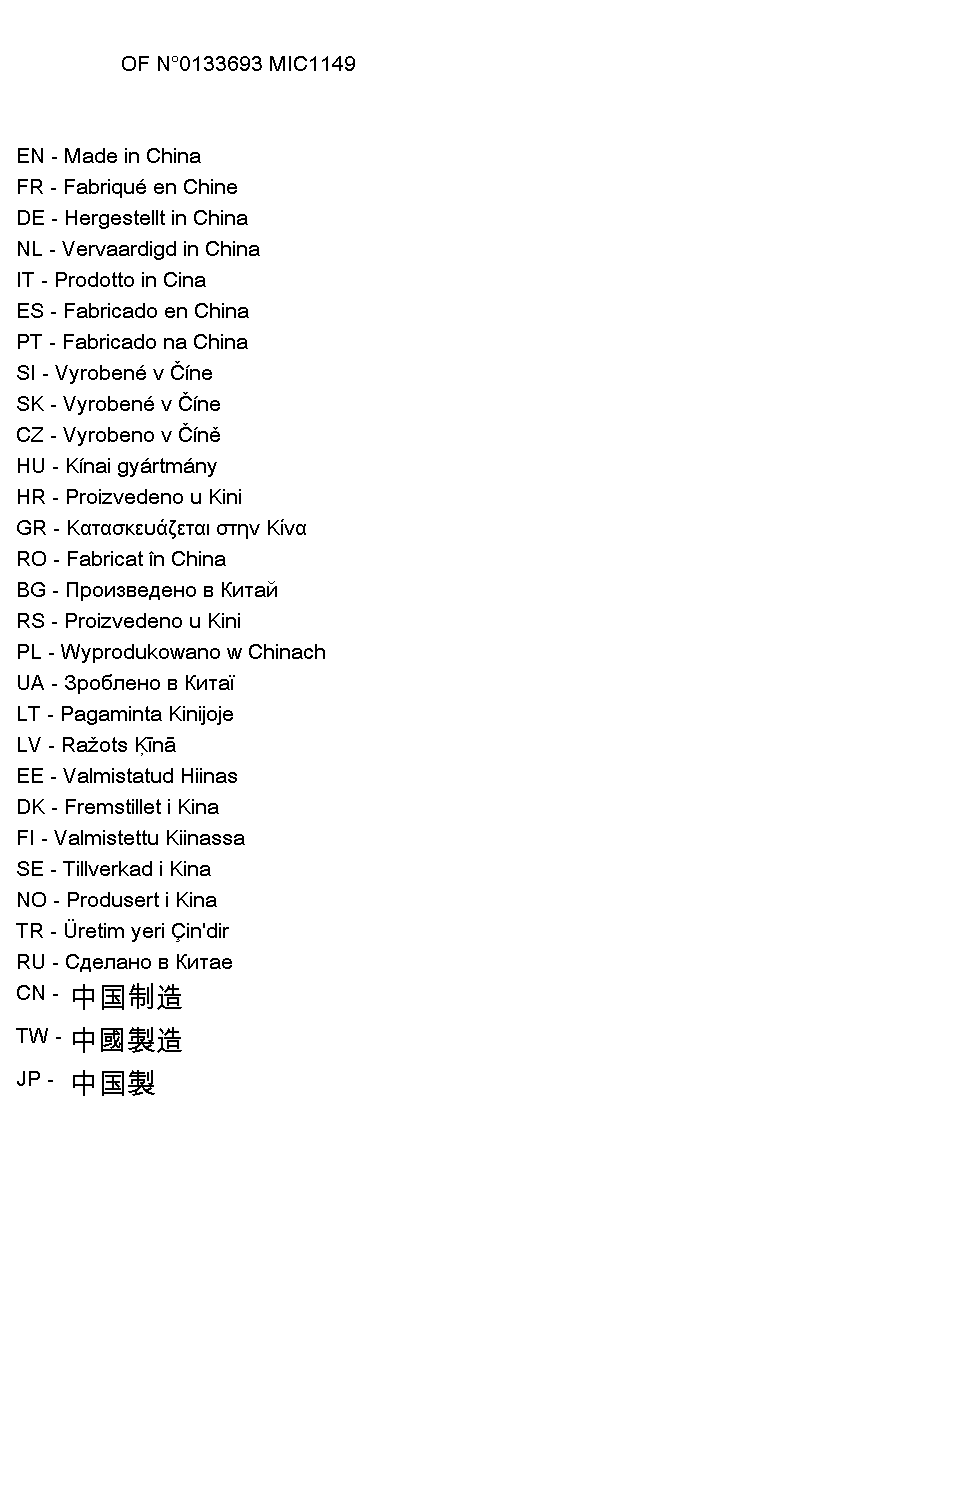 OF N°0133693 MIC1149
EN - Made in China
FR - Fabriqué en Chine
DE - Hergestellt in China
NL - Vervaardigd in China
IT - Prodotto in Cina
ES - Fabricado en China
PT - Fabricado na China
SI - Vyrobené v Číne
SK - Vyrobené v Číne
CZ - Vyrobeno v Číně
HU - Kínai gyártmány
HR - Proizvedeno u Kini
GR - Κατασκευάζεται στην Κίνα
RO - Fabricat în China
BG - Произведено в Китай
RS - Proizvedeno u Kini
PL - Wyprodukowano w Chinach
UA - Зроблено в Китаї
LT - Pagaminta Kinijoje
LV - Ražots Ķīnā
EE - Valmistatud Hiinas
DK - Fremstillet i Kina
FI - Valmistettu Kiinassa
SE - Tillverkad i Kina
NO - Produsert i Kina
TR - Üretim yeri Çin'dir
RU - Сделано в Китае
CN - 中国制造
TW - 中國製造
JP - 中国製